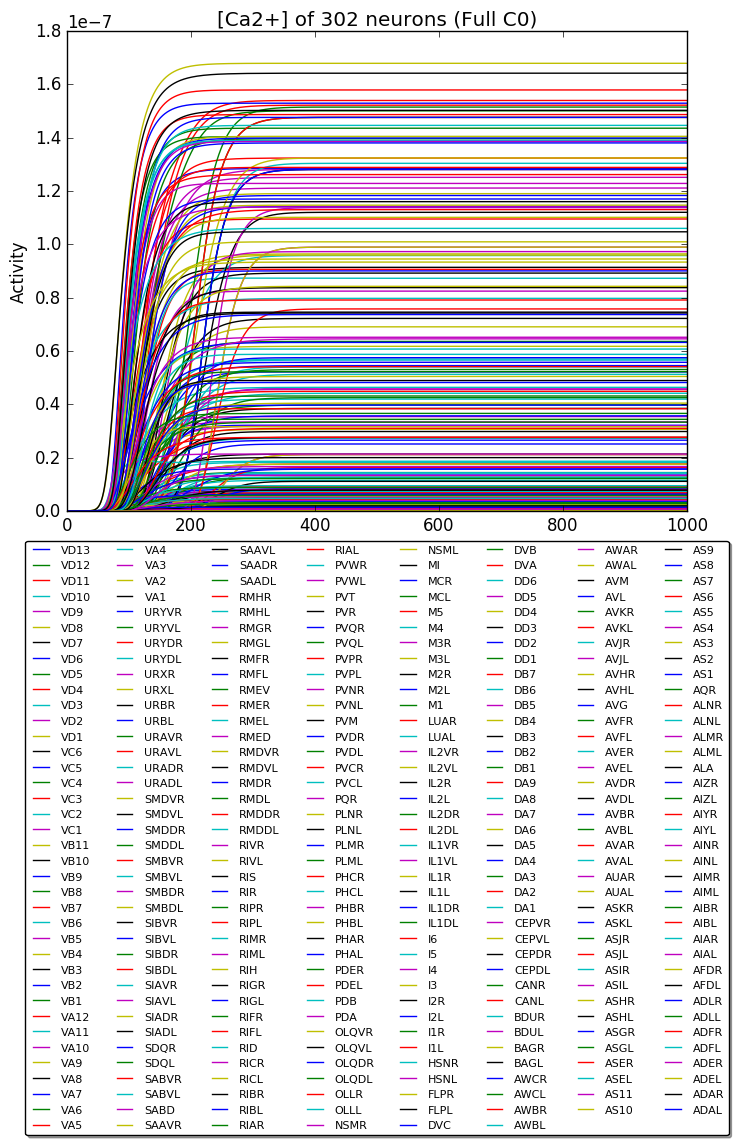 [Ca2+] of 302 neurons (Full C0)
1e−7
1.8
1.6
1.4
1.2
1.0
0.8
0.6
0.4
0.2
0.0
Activity
0 200 400 600 800 1000
VD13
VD12
VD11
VD10
VD9
VD8
VD7
VD6
VD5
VD4
VD3
VD2
VD1
VC6
VC5
VC4
VC3
VC2
VC1
VB11
VB10
VB9
VB8
VB7
VB6
VB5
VB4
VB3
VB2
VB1
VA12
VA11
VA10
VA9
VA8
VA7
VA6
VA5
VA4
VA3
VA2
VA1
URYVR
URYVL
URYDR
URYDL
URXR
URXL
URBR
URBL
URAVR
URAVL
URADR
URADL
SMDVR
SMDVL
SMDDR
SMDDL
SMBVR
SMBVL
SMBDR
SMBDL
SIBVR
SIBVL
SIBDR
SIBDL
SIAVR
SIAVL
SIADR
SIADL
SDQR
SDQL
SABVR
SABVL
SABD
SAAVR
SAAVL
SAADR
SAADL
RMHR
RMHL
RMGR
RMGL
RMFR
RMFL
RMEV
RMER
RMEL
RMED
RMDVR
RMDVL
RMDR
RMDL
RMDDR
RMDDL
RIVR
RIVL
RIS
RIR
RIPR
RIPL
RIMR
RIML
RIH
RIGR
RIGL
RIFR
RIFL
RID
RICR
RICL
RIBR
RIBL
RIAR
RIAL
PVWR
PVWL
PVT
PVR
PVQR
PVQL
PVPR
PVPL
PVNR
PVNL
PVM
PVDR
PVDL
PVCR
PVCL
PQR
PLNR
PLNL
PLMR
PLML
PHCR
PHCL
PHBR
PHBL
PHAR
PHAL
PDER
PDEL
PDB
PDA
OLQVR
OLQVL
OLQDR
OLQDL
OLLR
OLLL
NSMR
NSML
MI
MCR
MCL
M5
M4
M3R
M3L
M2R
M2L
M1
LUAR
LUAL
IL2VR
IL2VL
IL2R
IL2L
IL2DR
IL2DL
IL1VR
IL1VL
IL1R
IL1L
IL1DR
IL1DL
I6
I5
I4
I3
I2R
I2L
I1R
I1L
HSNR
HSNL
FLPR
FLPL
DVC
DVB
DVA
DD6
DD5
DD4
DD3
DD2
DD1
DB7
DB6
DB5
DB4
DB3
DB2
DB1
DA9
DA8
DA7
DA6
DA5
DA4
DA3
DA2
DA1
CEPVR
CEPVL
CEPDR
CEPDL
CANR
CANL
BDUR
BDUL
BAGR
BAGL
AWCR
AWCL
AWBR
AWBL
AWAR
AWAL
AVM
AVL
AVKR
AVKL
AVJR
AVJL
AVHR
AVHL
AVG
AVFR
AVFL
AVER
AVEL
AVDR
AVDL
AVBR
AVBL
AVAR
AVAL
AUAR
AUAL
ASKR
ASKL
ASJR
ASJL
ASIR
ASIL
ASHR
ASHL
ASGR
ASGL
ASER
ASEL
AS11
AS10
AS9
AS8
AS7
AS6
AS5
AS4
AS3
AS2
AS1
AQR
ALNR
ALNL
ALMR
ALML
ALA
AIZR
AIZL
AIYR
AIYL
AINR
AINL
AIMR
AIML
AIBR
AIBL
AIAR
AIAL
AFDR
AFDL
ADLR
ADLL
ADFR
ADFL
ADER
ADEL
ADAR
ADAL